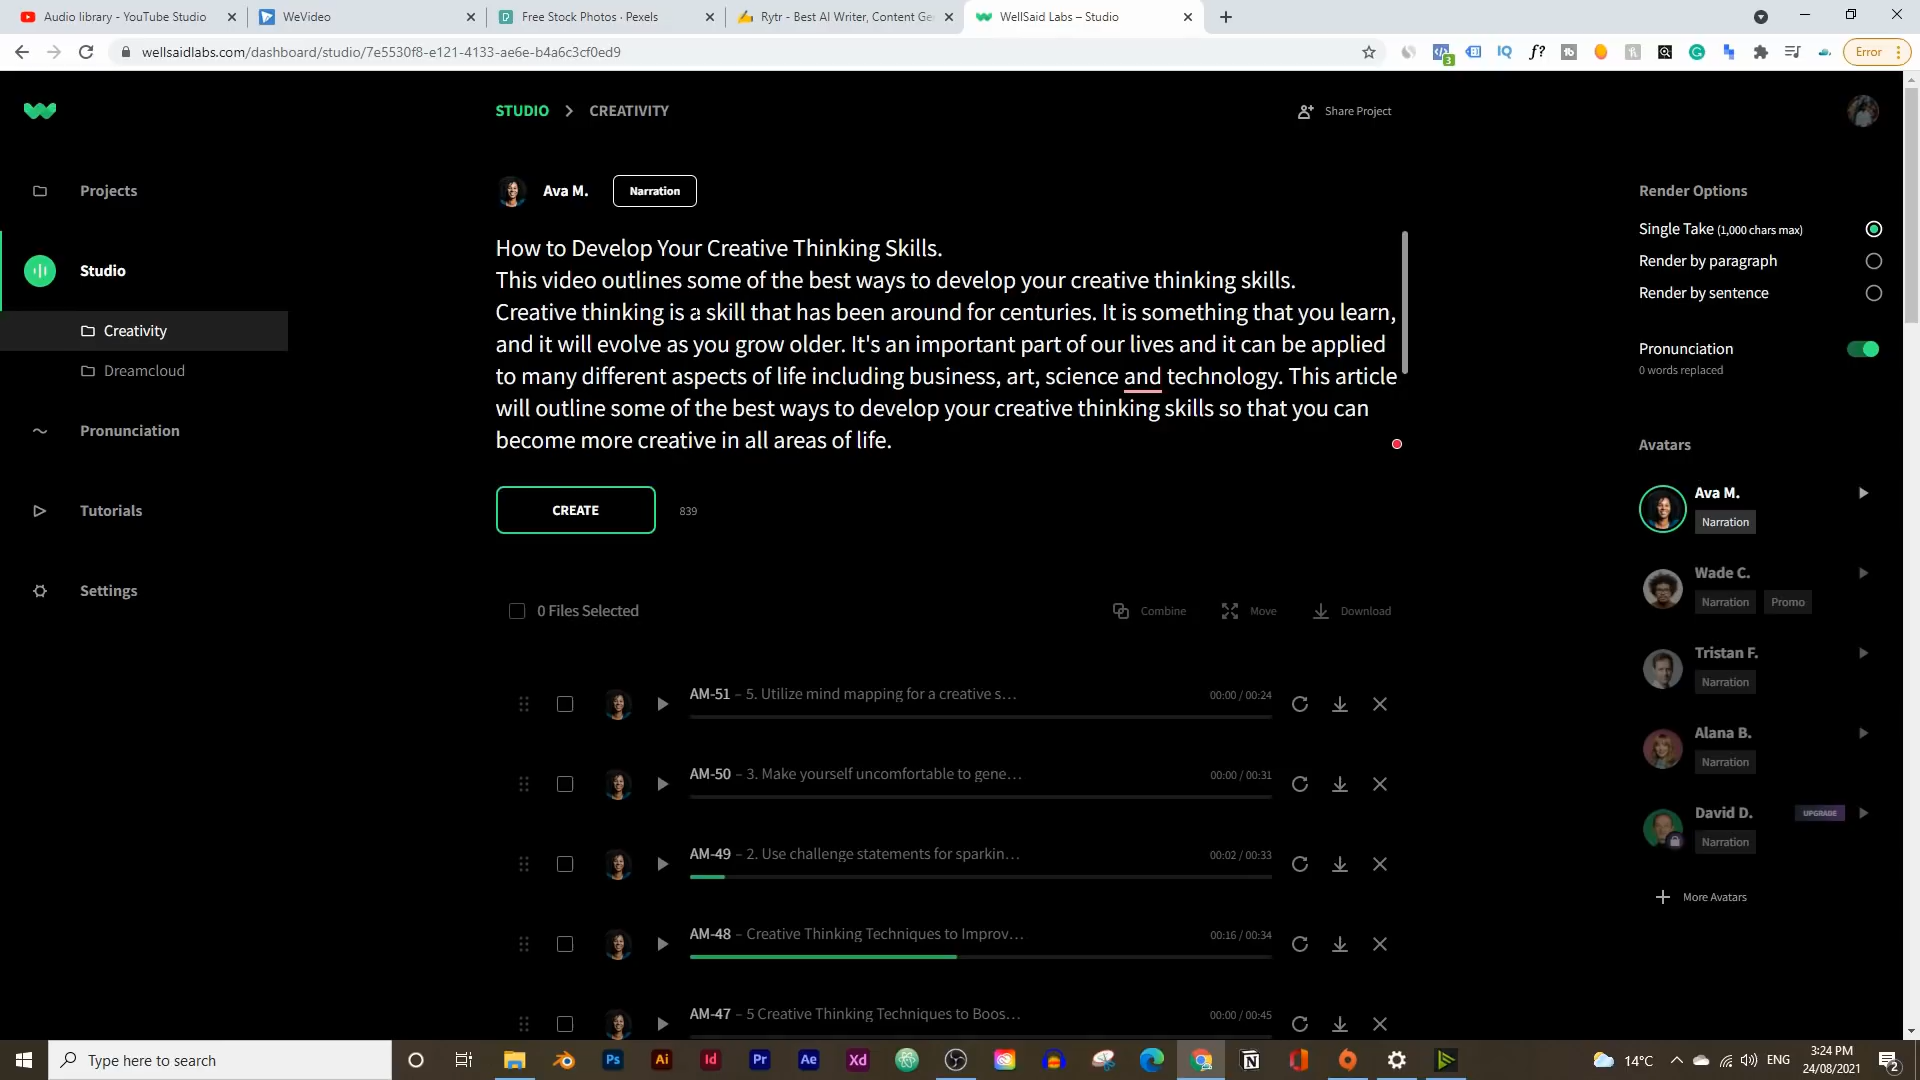 Audio library - YouTube Studio
WeVideo
Free Stock Photos · Pexels
Rytr - Best AI Writer, Content Ge
WellSaid Labs – Studio
wellsaidlabs.com/dashboard/studio/7e5530f8-e121-4133-ae6e-b4a6c3cf0ed9
3
IQ
f?
Error
STUDIO > CREATIVITY
Share Project
Projects
Studio
Creativity
Dreamcloud
Pronunciation
Tutorials
Settings
Ava M.
Narration
How to Develop Your Creative Thinking Skills.
This video outlines some of the best ways to develop your creative thinking skills.
Creative thinking is a skill that has been around for centuries. It is something that you learn,
and it will evolve as you grow older. It's an important part of our lives and it can be applied
to many different aspects of life including business, art, science and technology. This article
will outline some of the best ways to develop your creative thinking skills so that you can
become more creative in all areas of life.
CREATE
839
0 Files Selected
Combine
Move
Download
AM-51 – 5. Utilize mind mapping for a creative s…
00:00 / 00:24
AM-50 – 3. Make yourself uncomfortable to gene…
00:00 / 00:31
AM-49 – 2. Use challenge statements for sparkin…
00:02 / 00:33
AM-48 – Creative Thinking Techniques to Improv…
00:16 / 00:34
AM-47 – 5 Creative Thinking Techniques to Boos…
00:00 / 00:45
Render Options
Single Take (1,000 chars max)
Render by paragraph
Render by sentence
Pronunciation
0 words replaced
Avatars
Ava M.
Narration
Wade C.
Narration
Promo
Tristan F.
Narration
Alana B.
Narration
David D.
UPGRADE
Narration
More Avatars
Type here to search
Ps
Ai
Id
Pr
Ae
Xd
14°C
ENG
3:24 PM
24/08/2021
2